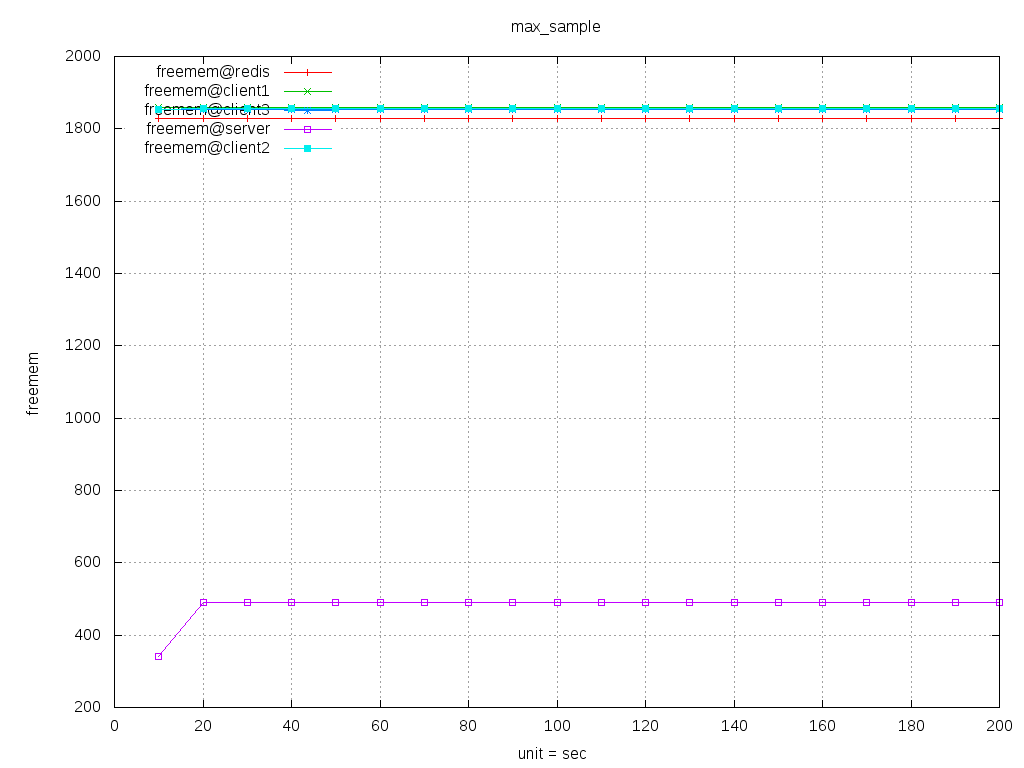 max_sample
2000
1800
1600
1400
1200
1000
800
600
400
200
freemem
freemem@redis
freemem@client1
freemem@client3
freemem@server
freemem@client2
0 20 40 60 80 100 120 140 160 180 200
unit = sec